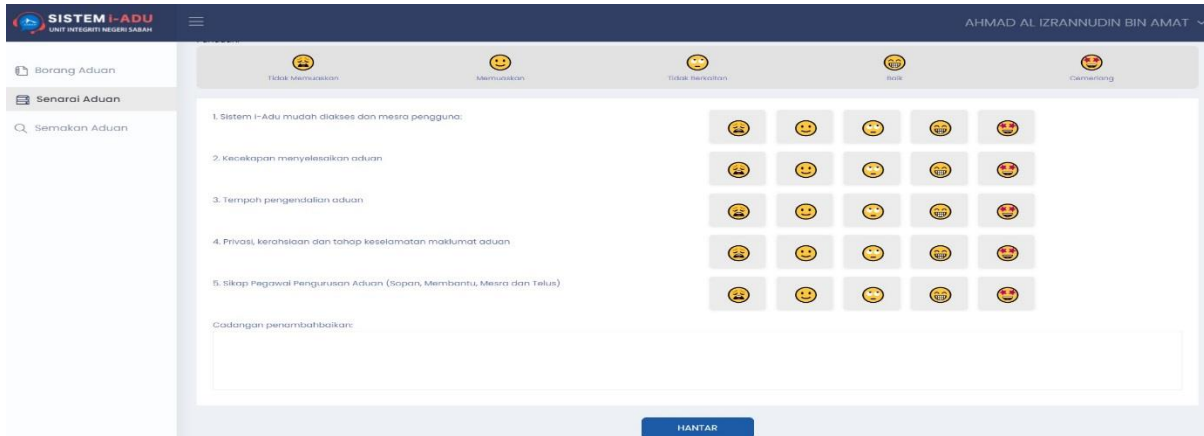 SISTEM i-ADU
UNIT INTEGRITI NEGERI SABAH
AHMAD AL IZRANNUDIN BIN AMAT
Borang Aduan
Senarai Aduan
Semakan Aduan
Tidak Memuaskan
Memuaskan
Tidak Berkaitan
Baik
Cemerlang
1. Sistem i-Adu mudah diakses dan mesra pengguna:
2. Kecekapan menyelesaikan aduan
3. Tempoh pengendalian aduan
4. Privasi, kerahsiaan dan tahap keselamatan maklumat aduan
5. Sikap Pegawai Pengurusan Aduan (Sopan, Membantu, Mesra dan Telus)
Cadangan penambahbaikan:
HANTAR